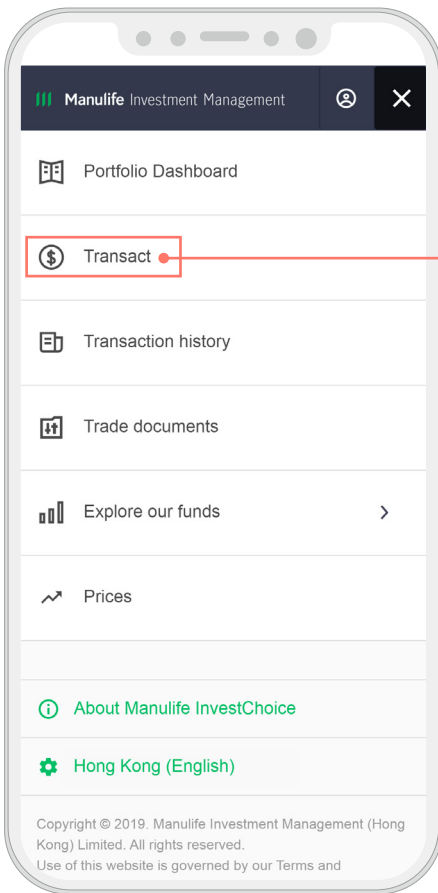 Manulife Investment Management
Portfolio Dashboard
Transact
Transaction history
Trade documents
Explore our funds
Prices
About Manulife InvestChoice
Hong Kong (English)
Copyright © 2019. Manulife Investment Management (Hong
Kong) Limited. All rights reserved.
Use of this website is governed by our Terms and